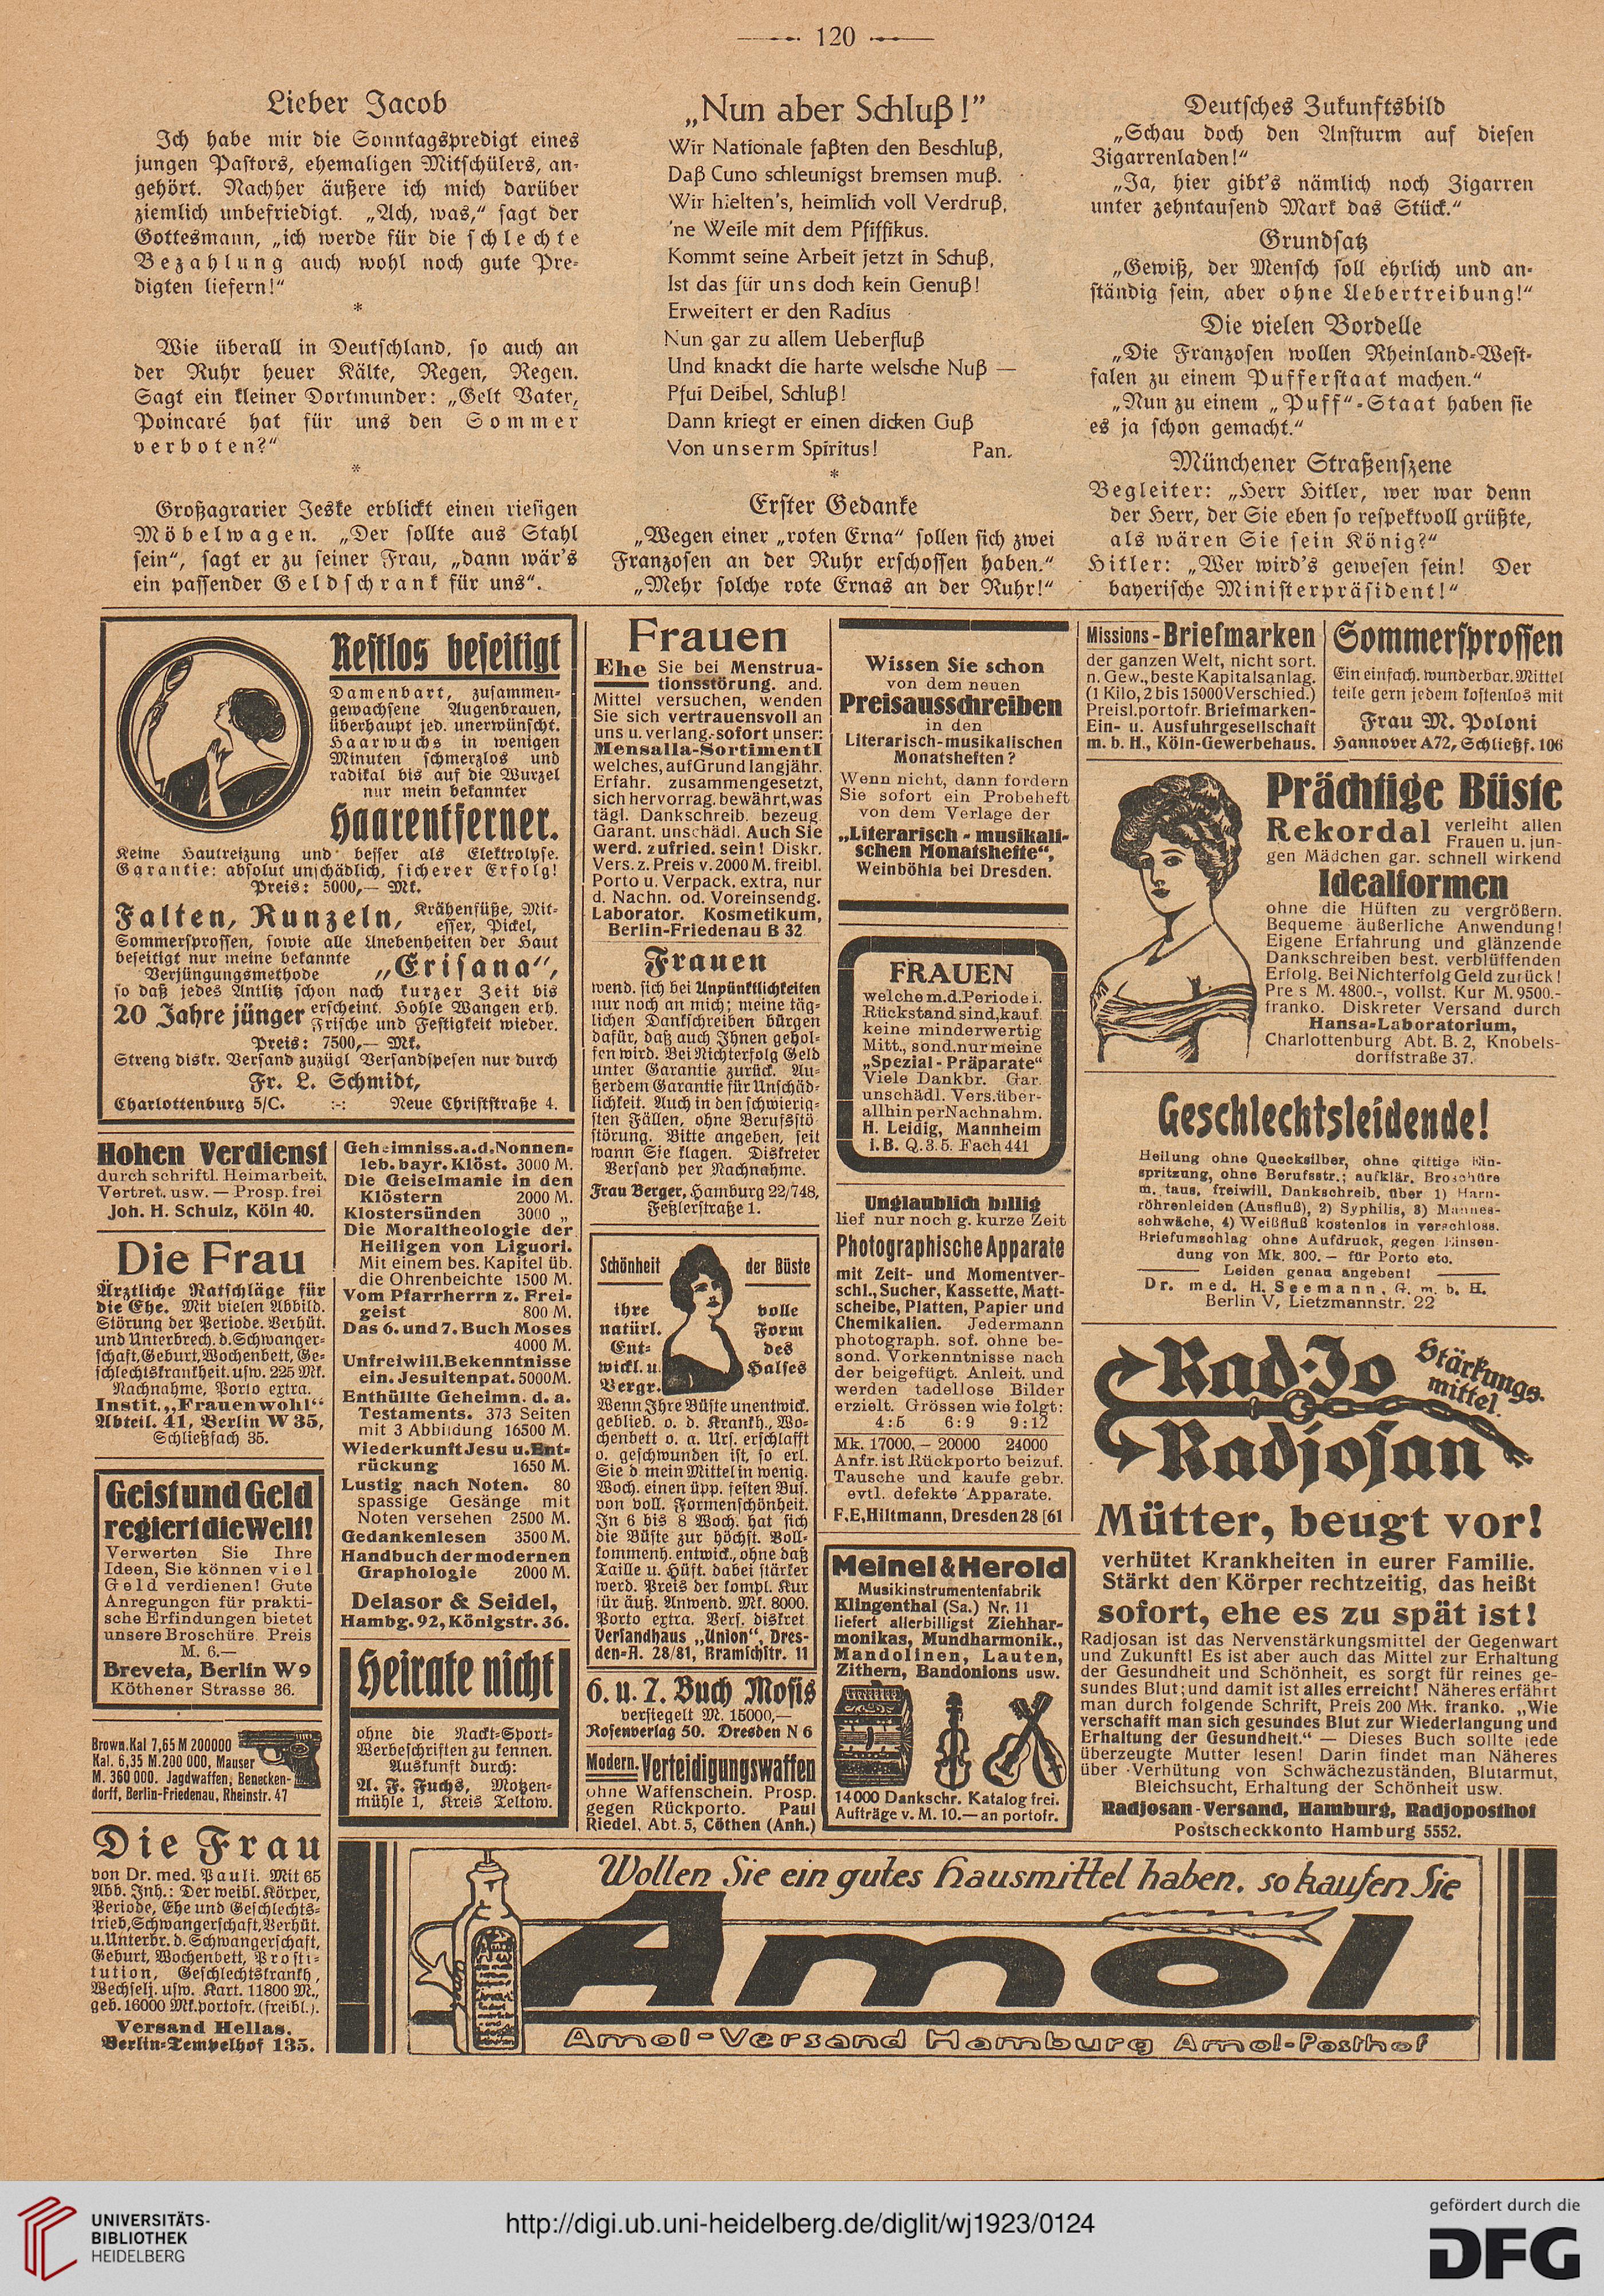 120
Lieber Jacob
Ich habe mir die Sonntagspredigt eines
jungen Pastors, ehemaligen Mitschülers, an-
gehört. Nachher äußere ich mich darüber
ziemlich unbefriedigt. „Ach, was,“ sagt der
Gottesmann, „ich werde für die schlechte
Bezahlung auch wohl noch gute Pre-
digten liefern!“
*
Wie überall in Deutschland, so auch an
der Ruhr heuer Kälte, Regen, Regen.
Sagt ein kleiner Dortmunder: „Gelt Vater,
Poincaré hat für uns den Sommer
verboten?“
*
Großagrarier Jeske erblickt einen riesigen
Möbelwagen. „Der sollte aus Stahl
sein“, sagt er zu seiner Frau, „dann wär's
ein passender Geldschrank für uns“.
„Nun aber Schluß!”
Wir Nationale faßten den Beschluß,
Daß Cuno schleunigst bremsen muß.
Wir hielten's, heimlich voll Verdruß,
'ne Weile mit dem Pfiffikus.
Kommt seine Arbeit jetzt in Schuß,
Ist das für uns doch kein Genuß!
Erweitert er den Radius
Nun gar zu allem Ueberfluß
Und knackt die harte welsche Nuß —
Pfui Deibel, Schluß!
Dann kriegt er einen dicken Guß
Von unserm Spiritus! Pan.
*
Erster Gedanke
„Wegen einer „roten Erna“ sollen sich zwei
Franzosen an der Ruhr erschossen haben.“
„Mehr solche rote Ernas an der Ruhr!“
Deutsches Zukunftsbild
„Schau doch den Ansturm auf diesen
Zigarrenladen!“
„Ja, hier gibt's nämlich noch Zigarren
unter zehntausend Mark das Stück.“
Grundsatz
„Gewiß, der Mensch soll ehrlich und an-
ständig sein, aber ohne Uebertreibung!“
Die vielen Bordelle
„Die Franzosen wollen Rheinland-West-
falen zu einem Pufferstaat machen.“
„Nun zu einem „Puff“-Staat haben sie
es ja schon gemacht.“
Münchener Straßenszene
Begleiter: „Herr Hitler, wer war denn
der Herr, der Sie eben so respektvoll grüßte,
als wären Sie sein König?“
Hitler: „Wer wird's gewesen sein! Der
bayerische Ministerpräsident!“
Restlos beseitigt
Damenbart, zusammen-
gewachsene Augenbrauen,
überhaupt jed. unerwünscht.
Haarwuchs in wenigen
Minuten schmerzlos und
radikal bis auf die Wurzel
nur mein bekannter
Haarentferner.
Keine Hautreizung und besser als Elektrolyse.
Garantie: absolut unschädlich, sicherer Erfolg!
Preis: 5000,— Mk.
Falten, Runzeln, Krähenfüße, Mit-
esser, Pickel,
Sommersprossen, sowie alle Unebenheiten der Haut
beseitigt nur meine bekannte
Verjüngungsmethode „Erisana“,
so daß jedes Antlitz schon nach kurzer Zeit bis
20 Jahre jünger erscheint. Hohle Wangen erh.
Frische und Festigkeit wieder.
Preis: 7500,— Mk.
Streng diskr. Versand zuzügl Versandspesen nur durch
Fr. L. Schmidt,
Charlottenburg 5/C. :-: Neue Christstraße 4.
Hohen Verdienst
durch schriftl. Heimarbeit,
Vertret. usw. — Prosp. frei
Joh. H. Schulz, Köln 40.
Die Frau
Ärztliche Ratschläge für
die Ehe. Mit vielen Abbild.
Störung der Periode. Verhüt.
und Unterbrech. d. Schwanger-
schaft, Geburt, Wochenbett, Ge-
schlechtskrankheit. usw. 225 Mk.
Nachnahme, Porto extra.
Instit. „Frauenwohl“
Abteil. 41, Berlin W 35,
Schließfach 35.
Geist und Geld
regiert die Welt!
Verwerten Sie Ihre
Ideen, Sie können viel
Geld verdienen! Gute
Anregungen für prakti-
sche Erfindungen bietet
unsere Broschüre Preis
M. 6.—
Breveta, Berlin W 9
Köthener Strasse 36.
Brown. Kal 7,65 M 200000
Kal. 6,35 M. 200 000, Mauser
M. 360 000. Jagdwaffen, Benecken-
dorff, Berlin-Friedenau, Rheinstr. 47
Die Frau
von Dr. med. Pauli. Mit 65
Abb. Inh.: Der weibl. Körper,
Periode, Ehe und Geschlechts-
trieb, Schwangerschaft, Verhüt.
u. Unterbr. d. Schwangerschaft,
Geburt, Wochenbett, Prosti-
tution, Geschlechtskrankh,
Wechselj. usw. Kart. 11800 M.,
geb. 16000 Mk. portofr. (freibl.).
Versand Hellas.
Berlin-Tempelhof 135.
Geheimniss. a. d. Nonnen-
leb. bayr. Klöst. 3000 M.
Die Geiselmanie in den
Klöstern 2000 M.
Klostersünden 3000 „
Die Moraltheologie der
Heiligen von Liguori.
Mit einem bes. Kapitel üb.
die Ohrenbeichte 1500 M.
Vom Pfarrherrn z. Frei-
geist 800 M.
Das 6. und 7. Buch Moses
4000 M.
Unfreiwill. Bekenntnisse
ein. Jesuitenpat. 5000 M.
Enthüllte Geheimn. d. a.
Testaments. 373 Seiten
mit 3 Abbildung 16500 M.
Wiederkunft Jesu u. Ent-
rückung 1650 M.
Lustig nach Noten. 80
spassige Gesänge mit
Noten versehen 2500 M.
Gedankenlesen 3500 M.
Handbuch der modernen
Graphologie 2000 M.
Delasor & Seidel,
Hambg. 92, Königstr. 36.
Heirate nicht
ohne die Nackt-Sport-
Werbeschriften zu kennen.
Auskunft durch:
A. F. Fuchs, Motzen-
mühle 1, Kreis Teltow.
Frauen
Ehe Sie bei Menstrua-
tionsstörung. and.
Mittel versuchen, wenden
Sie sich vertrauensvoll an
uns u. verlang. sofort unser:
Mensalla-Sortiment I
welches, auf Grund langjähr.
Erfahr. zusammengesetzt,
sich hervorrag. bewährt, was
tägl. Dankschreib. bezeug.
Garant. unschädl. Auch Sie
werd. zufried. sein! Diskr.
Vers. z. Preis v. 2000 M. freibl.
Porto u. Verpack. extra, nur
d. Nachn. od. Voreinsendg.
Laborator. Kosmetikum,
Berlin-Friedenau B 32
Frauen
wend. sich bei Unpünktlichkeiten
nur noch an mich; meine täg-
lichen Dankschreiben bürgen
dafür, daß auch Ihnen gehol-
fen wird. Bei Nichterfolg Geld
unter Garantie zurück. Au-
ßerdem Garantie für Unschäd-
lichkeit. Auch in den schwierig-
sten Fällen, ohne Berufsstö
störung. Bitte angeben, seit
wann Sie klagen. Diskreter
Versand per Nachnahme.
Frau Berger, Hamburg 22/748,
Feßlerstraße 1.
Schönheit der Büste
ihre volle
natürl. Form
Ent- des
wickl. u. Halses
Vergr.
Wenn Ihre Büste unentwick.
geblieb. o. d. Krankh., Wo-
chenbett o. a. Urs. erschlafft
o. geschwunden ist, so erl.
Sie d mein Mittel in wenig.
Woch. einen üpp. festen Bus.
von voll. Formenschönheit.
In 6 bis 8 Woch. hat sich
die Büste zur höchst. Voll-
kommenh. entwick., ohne daß
Taille u. Hüft. dabei stärker
werd. Preis der kompl. Kur
für äuß. Anwend. Mk. 8000.
Porto extra. Vers. diskret
Versandhaus „Union“, Dres-
den-A. 28/81, Kramichstr. 11
6. u. 7. Buch Mosis
versiegelt M. 15000,—
Rosenverlag 50. Dresden N 6
Modern. Verteidigungswaffen
ohne Waffenschein. Prosp.
gegen Rückporto. Paul
Riedel, Abt. 5, Cöthen (Anh.)
Wissen Sie schon
von dem neuen
Preisausschreiben
in den
Literarisch-musikalischen
Monatsheften?
Wenn nicht, dann fordern
Sie sofort ein Probeheft
von dem Verlage der
„Literarisch-musikali-
schen Monatshefte“,
Weinböhla bei Dresden.
FRAUEN
welche m. d. Periode i.
Rückstand sind, kauf.
keine minderwertig
Mitt., sond. nur meine
„Spezial-Präparate“
Viele Dankbr. Gar.
unschädl. Vers. über-
allhin per Nachnahm.
H. Leidig, Mannheim
i. B. Q. 3. 5. Fach 441
Unglaublich billig
lief nur noch g. kurze Zeit
Photographische Apparate
mit Zeit- und Momentver-
schl., Sucher, Kassette, Matt-
scheibe, Platten, Papier und
Chemikalien. Jedermann
photograph. sof. ohne be-
sond. Vorkenntnisse nach
der beigefügt. Anleit. und
werden tadellose Bilder
erzielt. Grössen wie folgt:
4:5 6:9 9:12
Mk. 17000,— 20000 24000
Anfr. ist Rückporto beizuf.
Tausche und kaufe gebr.
evtl. defekte Apparate.
F. E, Hiltmann, Dresden 28 [61
Meinel & Herold
Musikinstrumentenfabrik
Klingenthal (Sa.) Nr. 11
liefert allerbilligst Ziehhar-
monikas, Mundharmonik.,
Mandolinen, Lauten,
Zithern, Bandonions usw.
14000 Dankschr. Katalog frei.
Aufträge v. M. 10.— an portofr.
Missions-Briefmarken
der ganzen Welt, nicht sort.
n. Gew., beste Kapitalsanlag.
(1 Kilo, 2 bis 15000 Verschied.)
Preisl. portofr. Briefmarken-
Ein- u. Ausfuhrgesellschaft
m. b. H., Köln-Gewerbehaus.
Sommersprossen
Ein einfach. wunderbar. Mittel
teile gern jedem kostenlos mit
Frau M. Poloni
Hannover A 72, Schließf. 106
Prächtige Büste
Rekordal verleiht allen
Frauen u. jun-
gen Mädchen gar. schnell wirkend
Idealformen
ohne die Hüften zu vergrößern.
Bequeme äußerliche Anwendung!
Eigene Erfahrung und glänzende
Dankschreiben best. verblüffenden
Erfolg. Bei Nichterfolg Geld zurück!
Pre s M. 4800.-, vollst. Kur M. 9500.-
franko. Diskreter Versand durch
Hansa-Laboratorium,
Charlottenburg Abt. B. 2, Knobels-
dorffstraße 37.
Geschlechtsleidende!
Heilung ohne Quecksilber, ohne giftige Ein-
spritzung, ohne Berufsstr.; aufklär. Broschüre
m. taus. freiwill. Dankschreib. über 1) Harn-
röhrenleiden (Ausfluß), 2) Syphilis, 3) Mannes-
schwäche, 4) Weißfluß kostenlos in verschloss.
Briefumschlag ohne Aufdruck, gegen Einsen-
dung von Mk. 300.— für Porto etc.
Leiden genau angeben!
Dr. med. H. Seemann, G. m. b. H.
Berlin V, Lietzmannstr. 22
Rad-Jo Stärkungs-
mittel.
Radjosan
Mütter, beugt vor!
verhütet Krankheiten in eurer Familie.
Stärkt den Körper rechtzeitig, das heißt
sofort, ehe es zu spät ist!
Radjosan ist das Nervenstärkungsmittel der Gegenwart
und Zukunft! Es ist aber auch das Mittel zur Erhaltung
der Gesundheit und Schönheit, es sorgt für reines ge-
sundes Blut; und damit ist alles erreicht! Näheres erfährt
man durch folgende Schrift, Preis 200 Mk. franko. „Wie
verschafft man sich gesundes Blut zur Wiederlangung und
Erhaltung der Gesundheit.“ — Dieses Buch sollte jede
überzeugte Mutter lesen! Darin findet man Näheres
über Verhütung von Schwächezuständen, Blutarmut,
Bleichsucht, Erhaltung der Schönheit usw.
Radjosan-Versand, Hamburg, Radjoposthof
Postscheckkonto Hamburg 5552.
Wollen Sie ein gutes Hausmittel haben, so kaufen Sie
Amol
Amol-Versand Hamburg Amol-Posthof
UNIVERSITÄTS-
BIBLIOTHEK
HEIDELBERG
http://digi.ub.uni-heidelberg.de/diglit/wj1923/0124
gefördert durch die
DFG